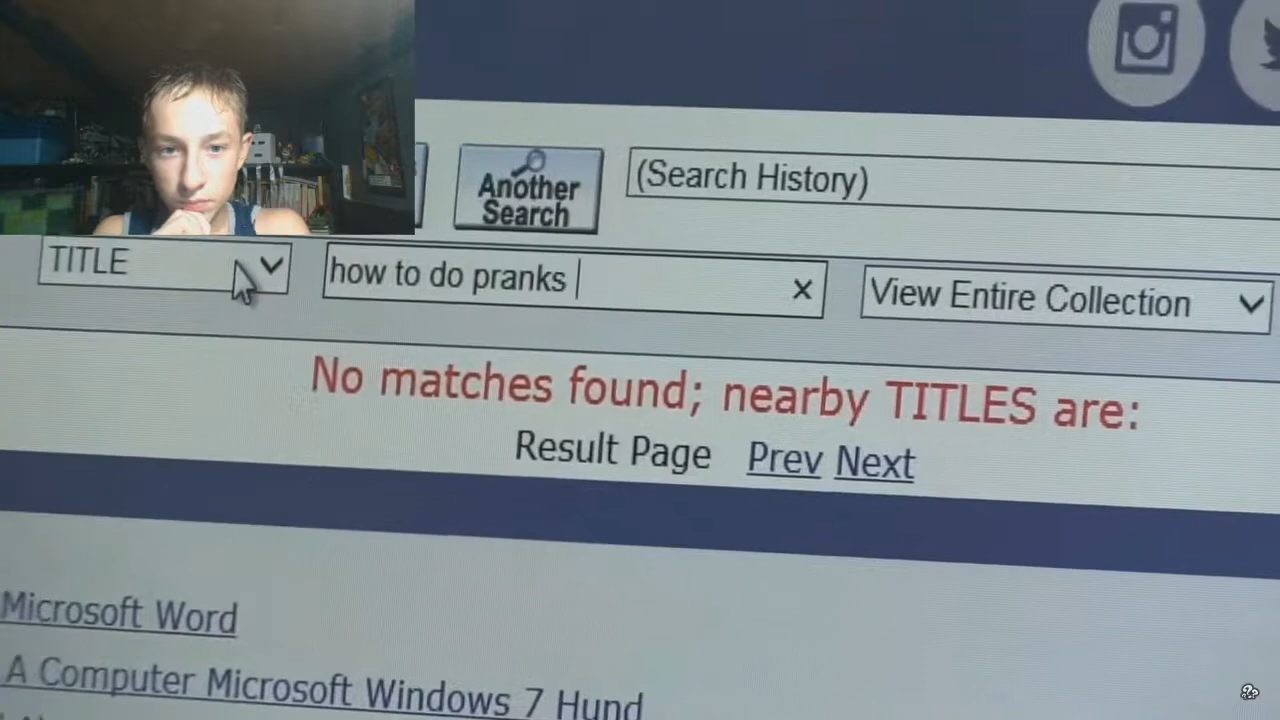 Another
Search
(Search History)
TITLE
how to do pranks
View Entire Collection
No matches found; nearby TITLES are:
Result Page Prev Next
Microsoft Word
A Computer Microsoft Windows 7 Hund